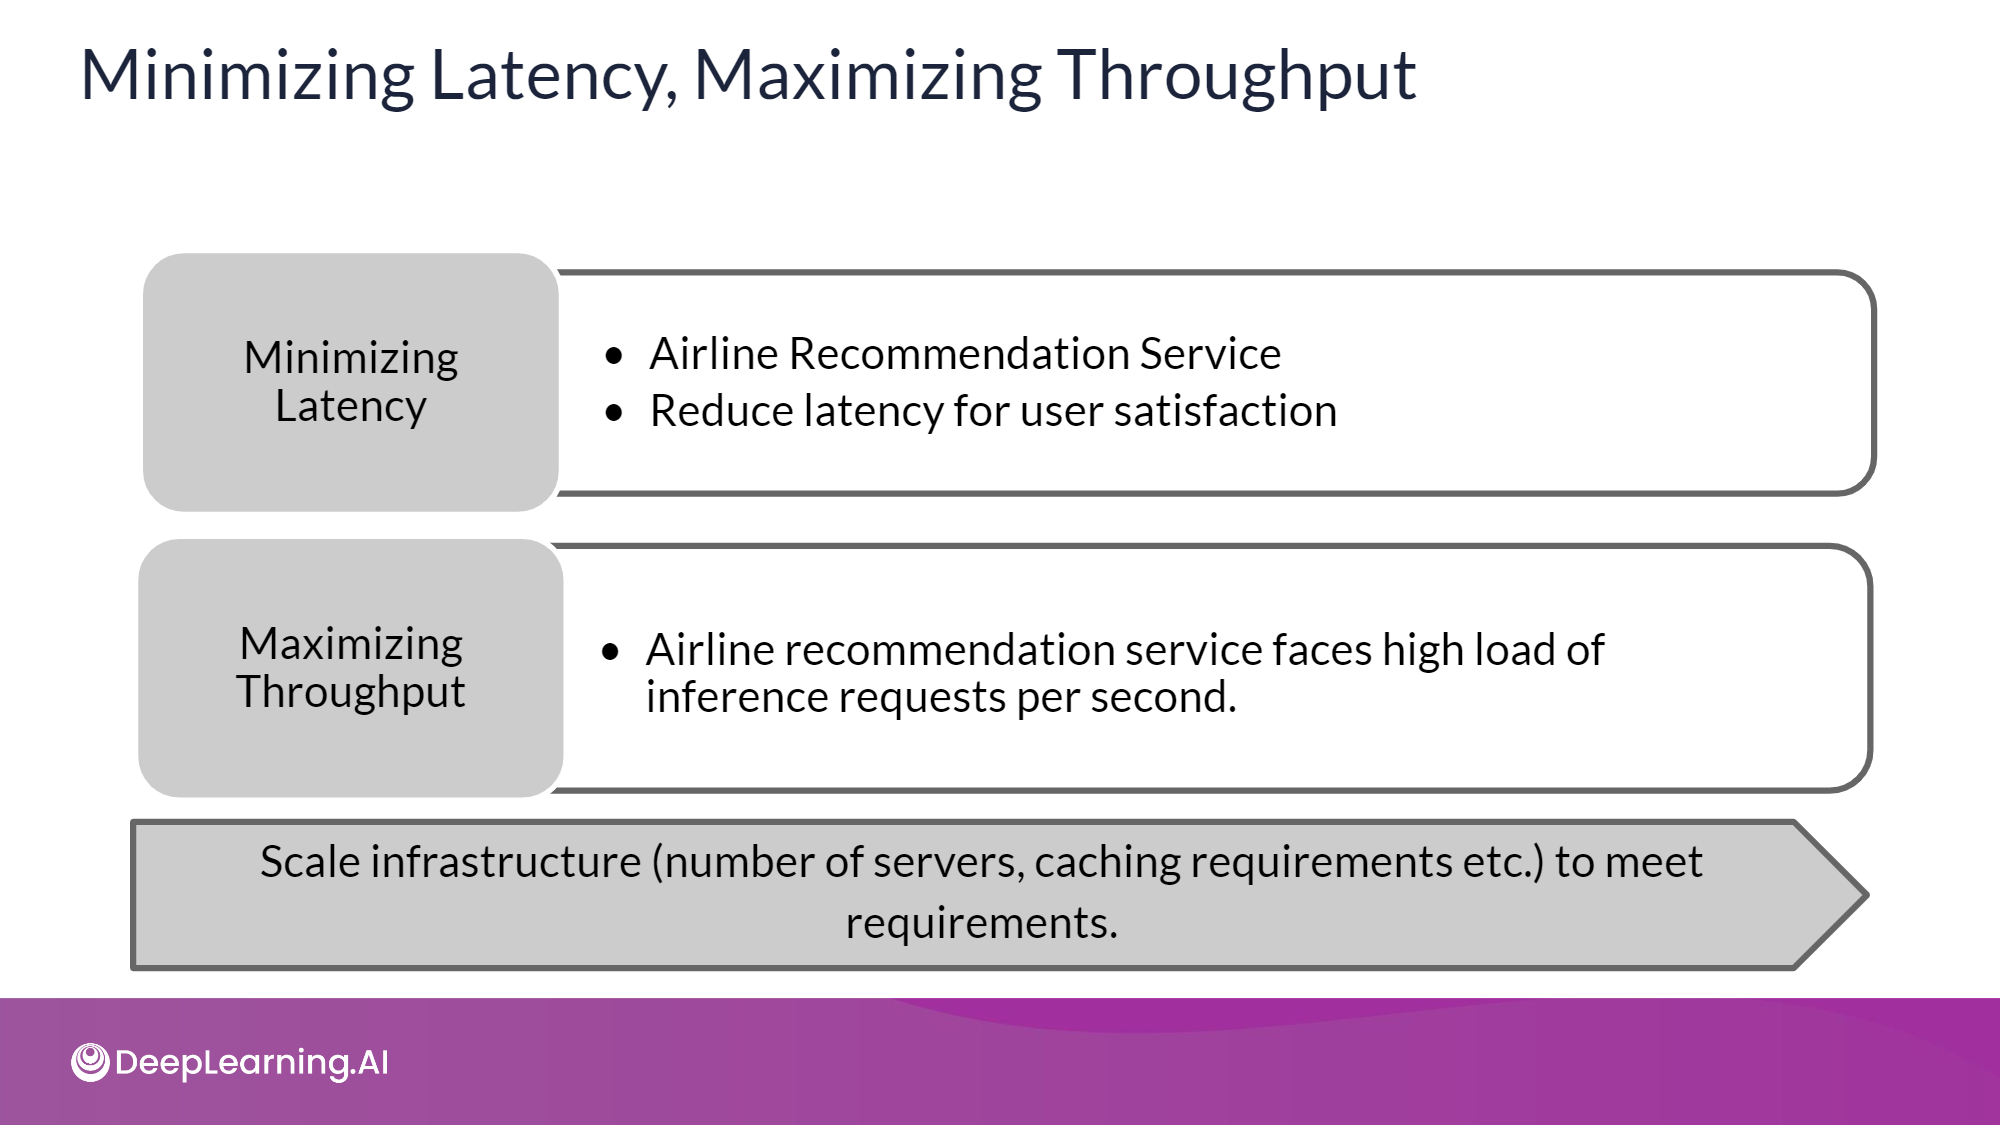 Minimizing Latency, Maximizing Throughput
Minimizing
Latency
• Airline Recommendation Service
• Reduce latency for user satisfaction
Maximizing
Throughput
• Airline recommendation service faces high load of
inference requests per second.
Scale infrastructure (number of servers, caching requirements etc.) to meet
requirements.
DeepLearning.AI